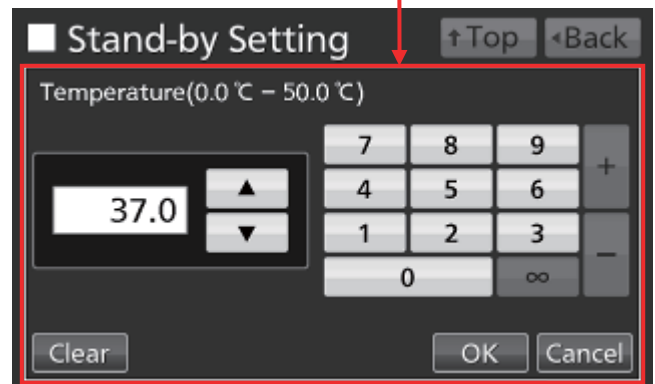 Stand-by Setting ↑Top ◂Back
Temperature(0.0 ℃ – 50.0 ℃)
7 8 9 +
37.0 ▲ 4 5 6
▼ 1 2 3 −
0 ∞
Clear OK Cancel